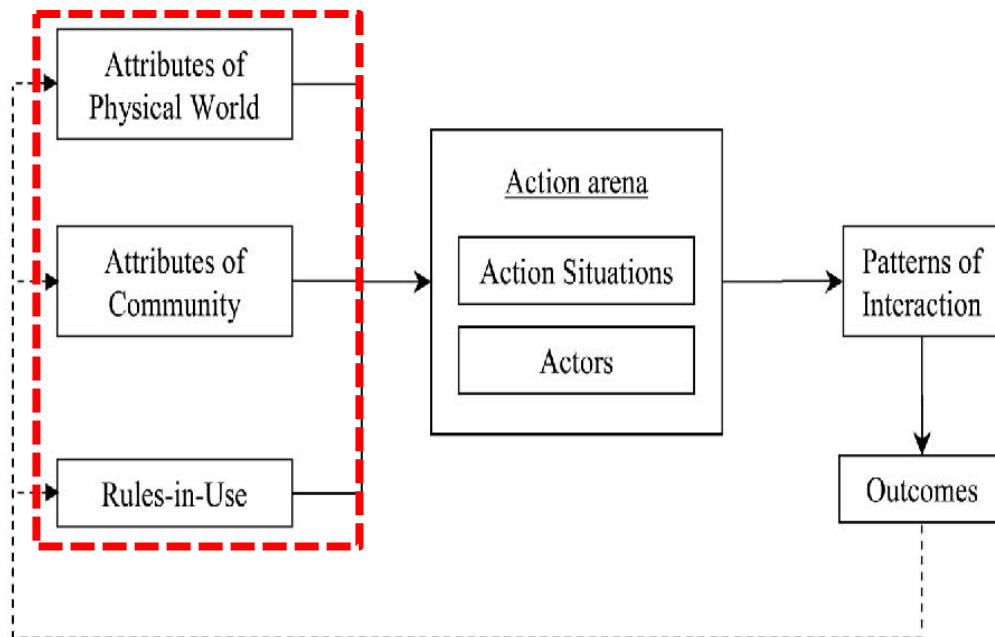 Attributes of
Physical World
Action arena
Attributes of
Community
Action Situations
Actors
Patterns of
Interaction
Rules-in-Use
Outcomes